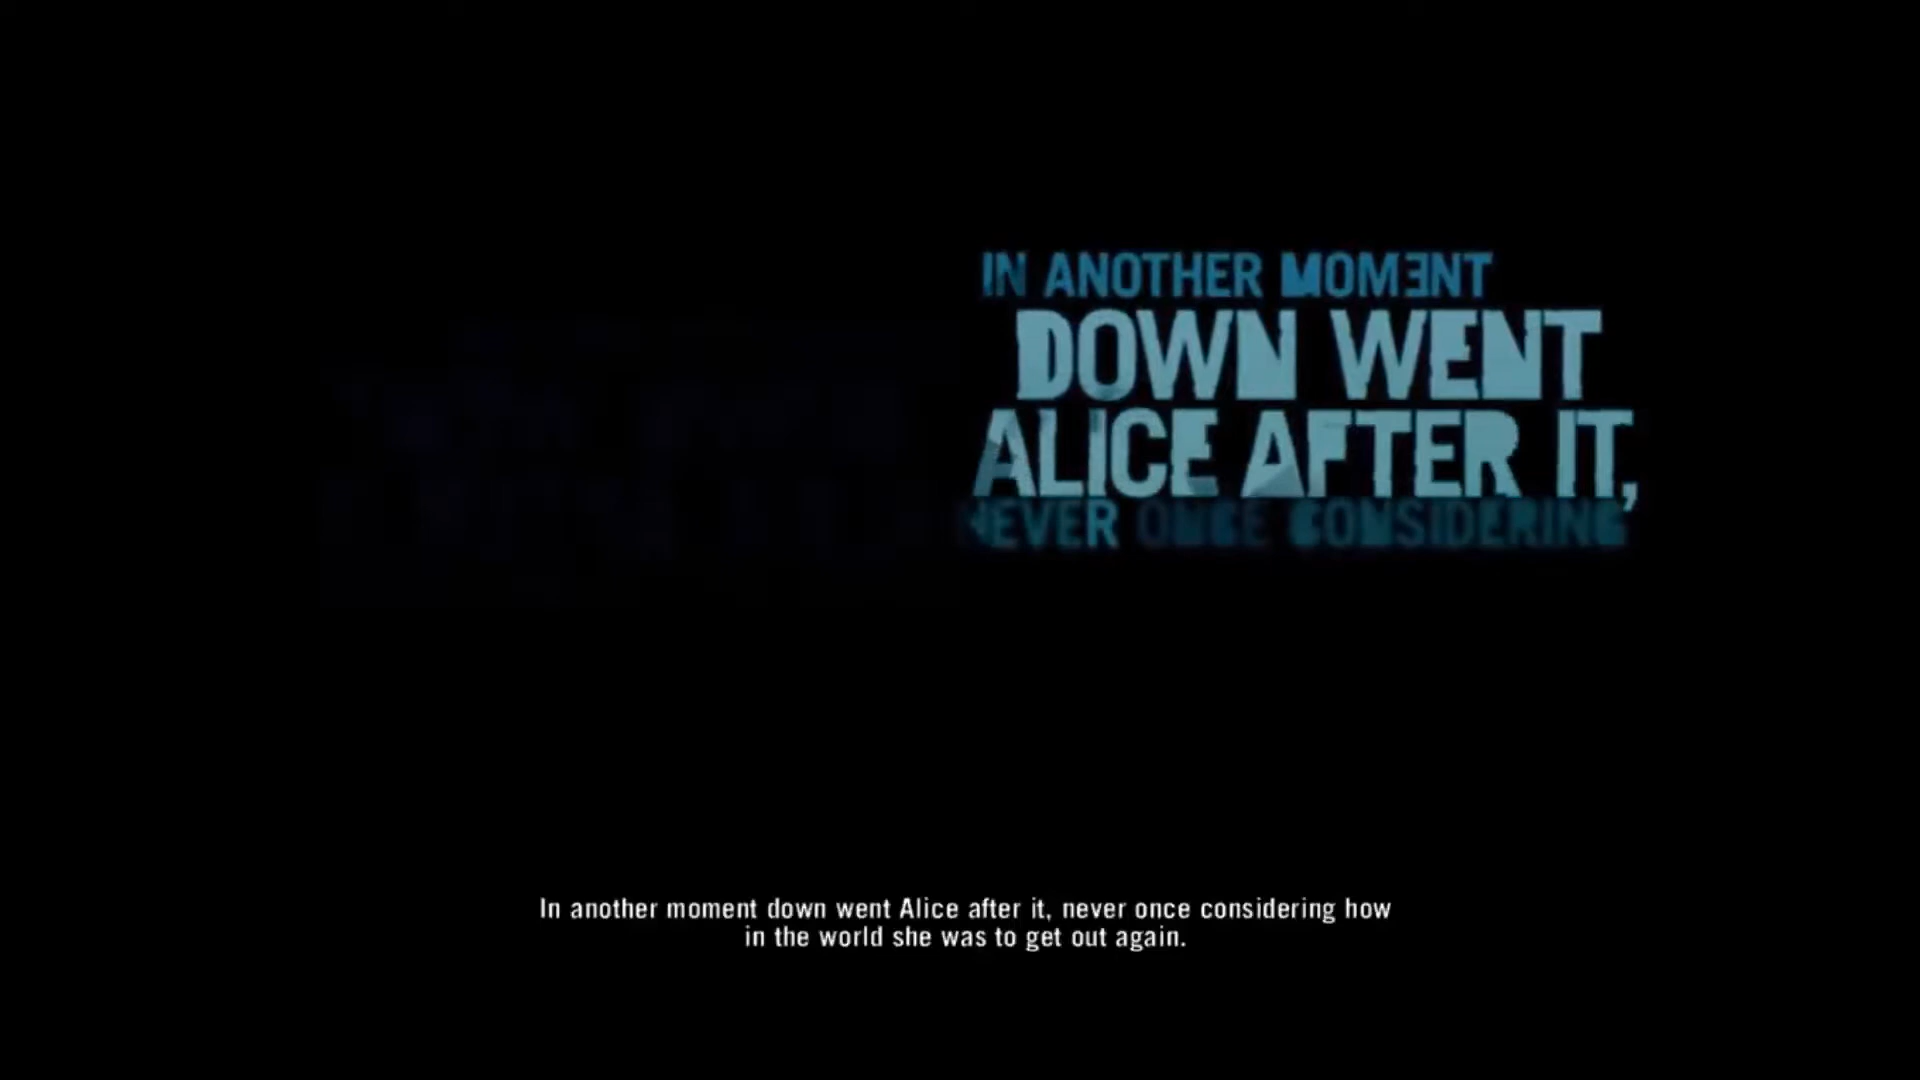 IN ANOTHER MOMENT
DOWN WENT
ALICE AFTER IT,
NEVER ONCE CONSIDERING
In another moment down went Alice after it, never once considering how
in the world she was to get out again.